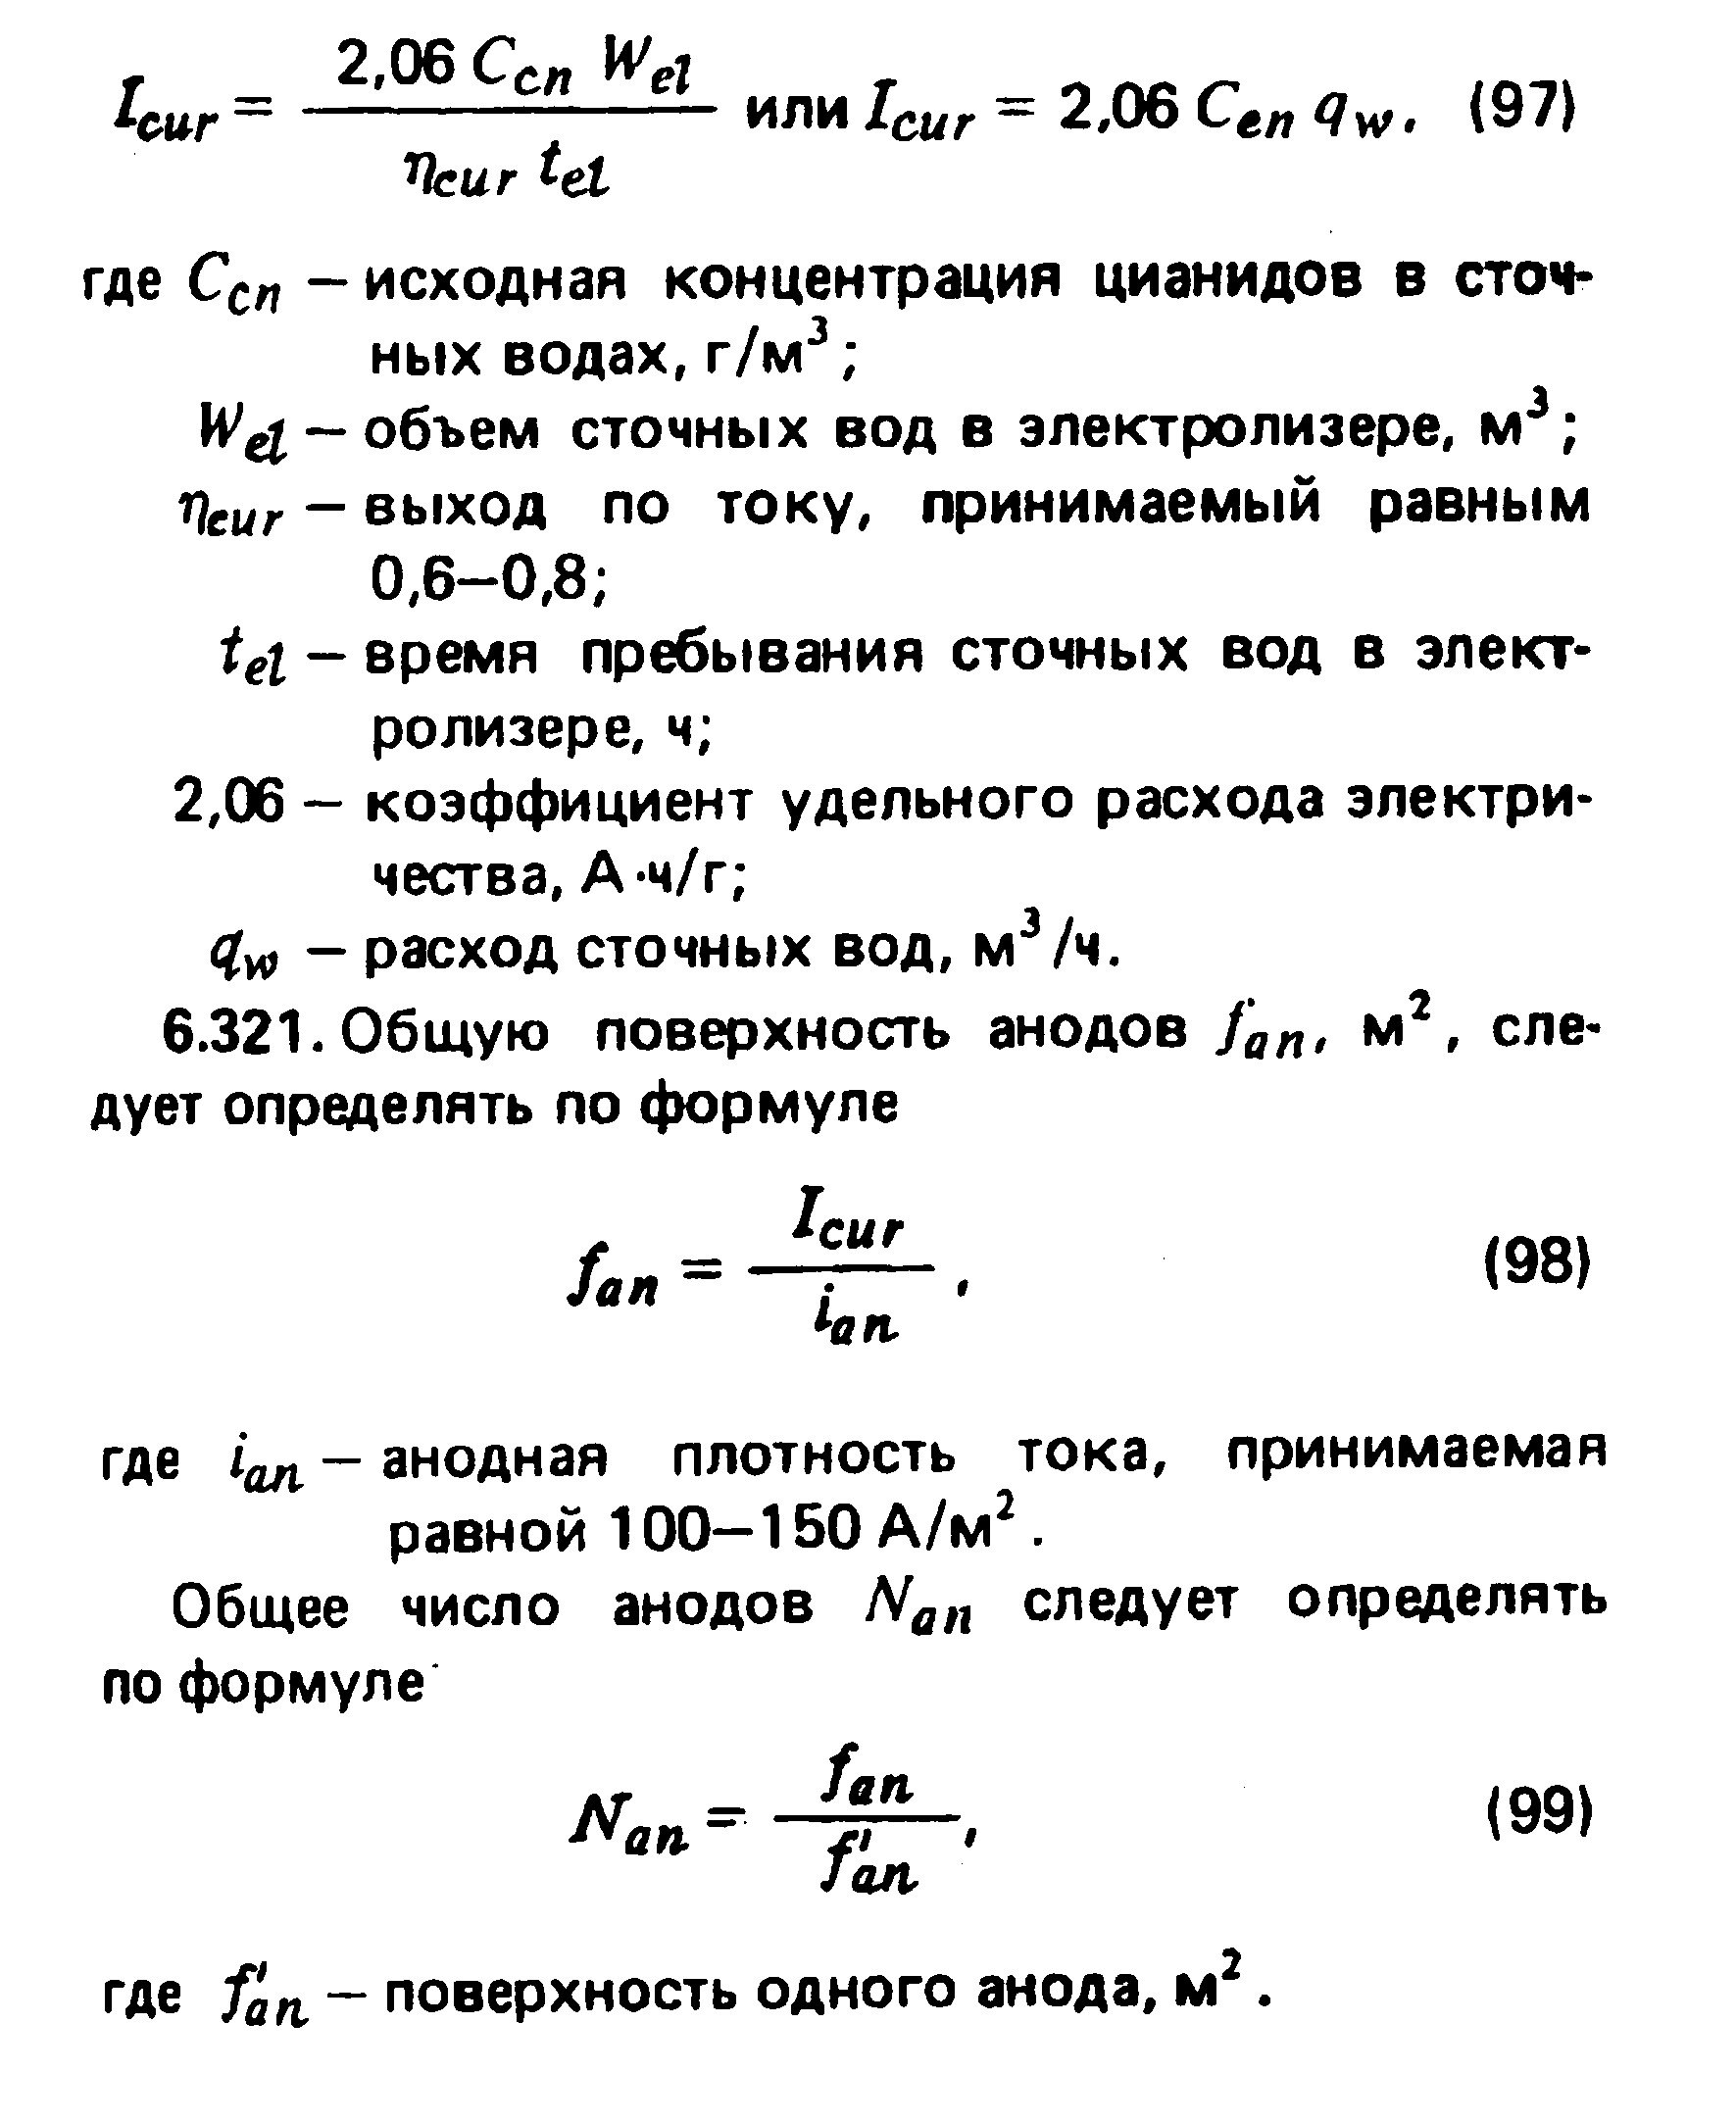 I_cur = 2,06 C_cn W_el / η_cur t_el или I_cur = 2,06 C_en q_w. (97)
где C_cn — исходная концентрация цианидов в сточ-
ных водах, г/м³;
W_el — объем сточных вод в электролизере, м³;
η_cur — выход по току, принимаемый равным
0,6—0,8;
t_el — время пребывания сточных вод в элект-
ролизере, ч;
2,06 — коэффициент удельного расхода электри-
чества, А·ч/г;
q_w — расход сточных вод, м³/ч.
6.321. Общую поверхность анодов f_an, м², сле-
дует определять по формуле
f_an = I_cur / i_an , (98)
где i_an — анодная плотность тока, принимаемая
равной 100—150 А/м².
Общее число анодов N_an следует определять
по формуле
N_an = f_an / f'_an , (99)
где f'_an — поверхность одного анода, м².